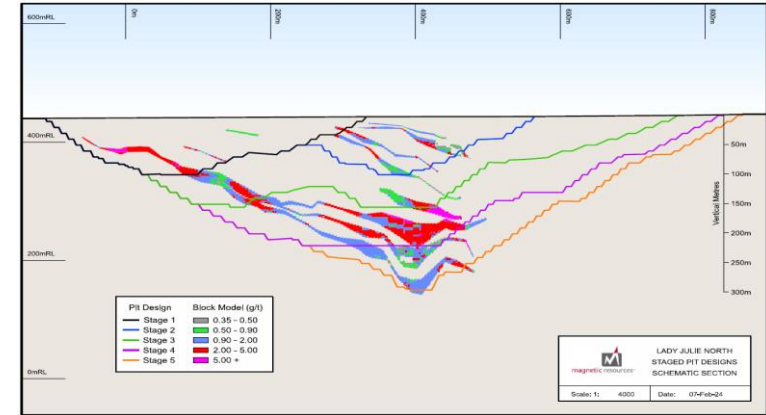 600mRL
0m
200m
400m
600m
800m
400mRL
50m
100m
150m
200m
250m
300m
Vertical Metres
200mRL
0mRL
Pit Design Block Model (g/t)
Stage 1 0.35 - 0.50
Stage 2 0.50 - 0.90
Stage 3 0.90 - 2.00
Stage 4 2.00 - 5.00
Stage 5 5.00 +
magnetic resources
LADY JULIE NORTH
STAGED PIT DESIGNS
SCHEMATIC SECTION
Scale: 1: 4000 Date: 07-Feb-24